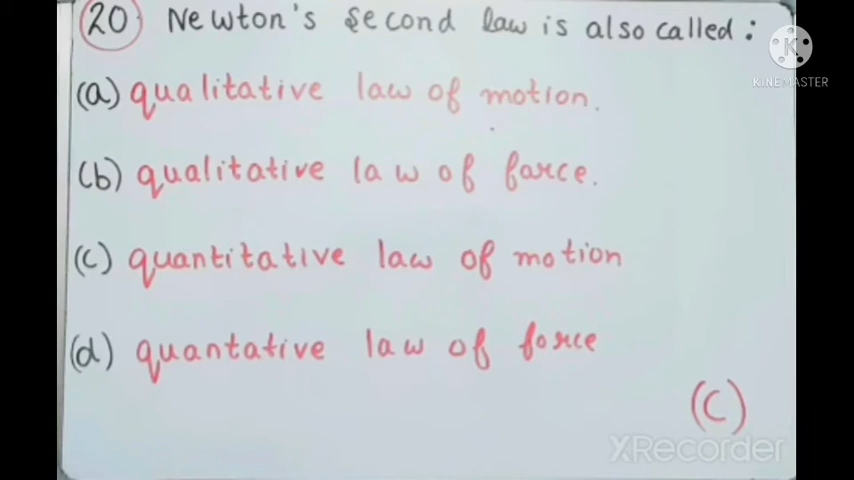 20 Newton's second law is also called :
K
KINEMASTER
(a) qualitative law of motion.
(b) qualitative law of force.
(c) quantitative law of motion
(d) quantative law of force
(C)
XRecorder